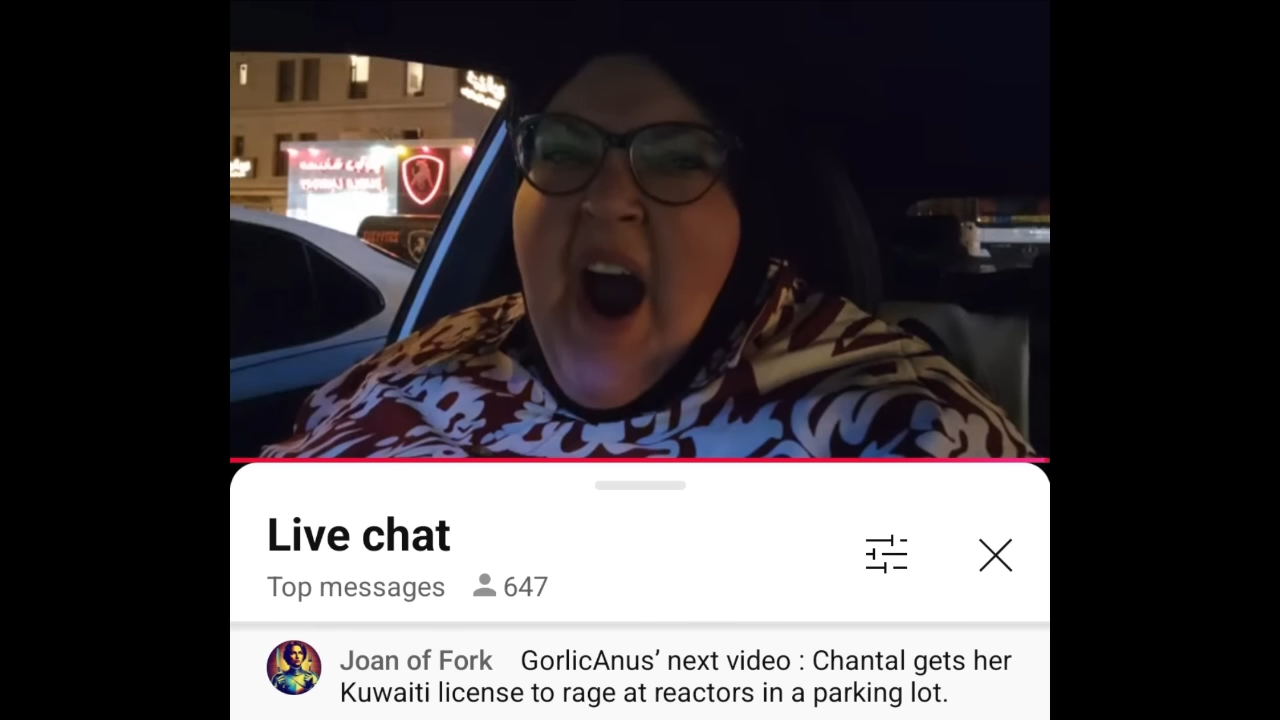 Live chat
Top messages 647
Joan of Fork GorlicAnus’ next video : Chantal gets her
Kuwaiti license to rage at reactors in a parking lot.